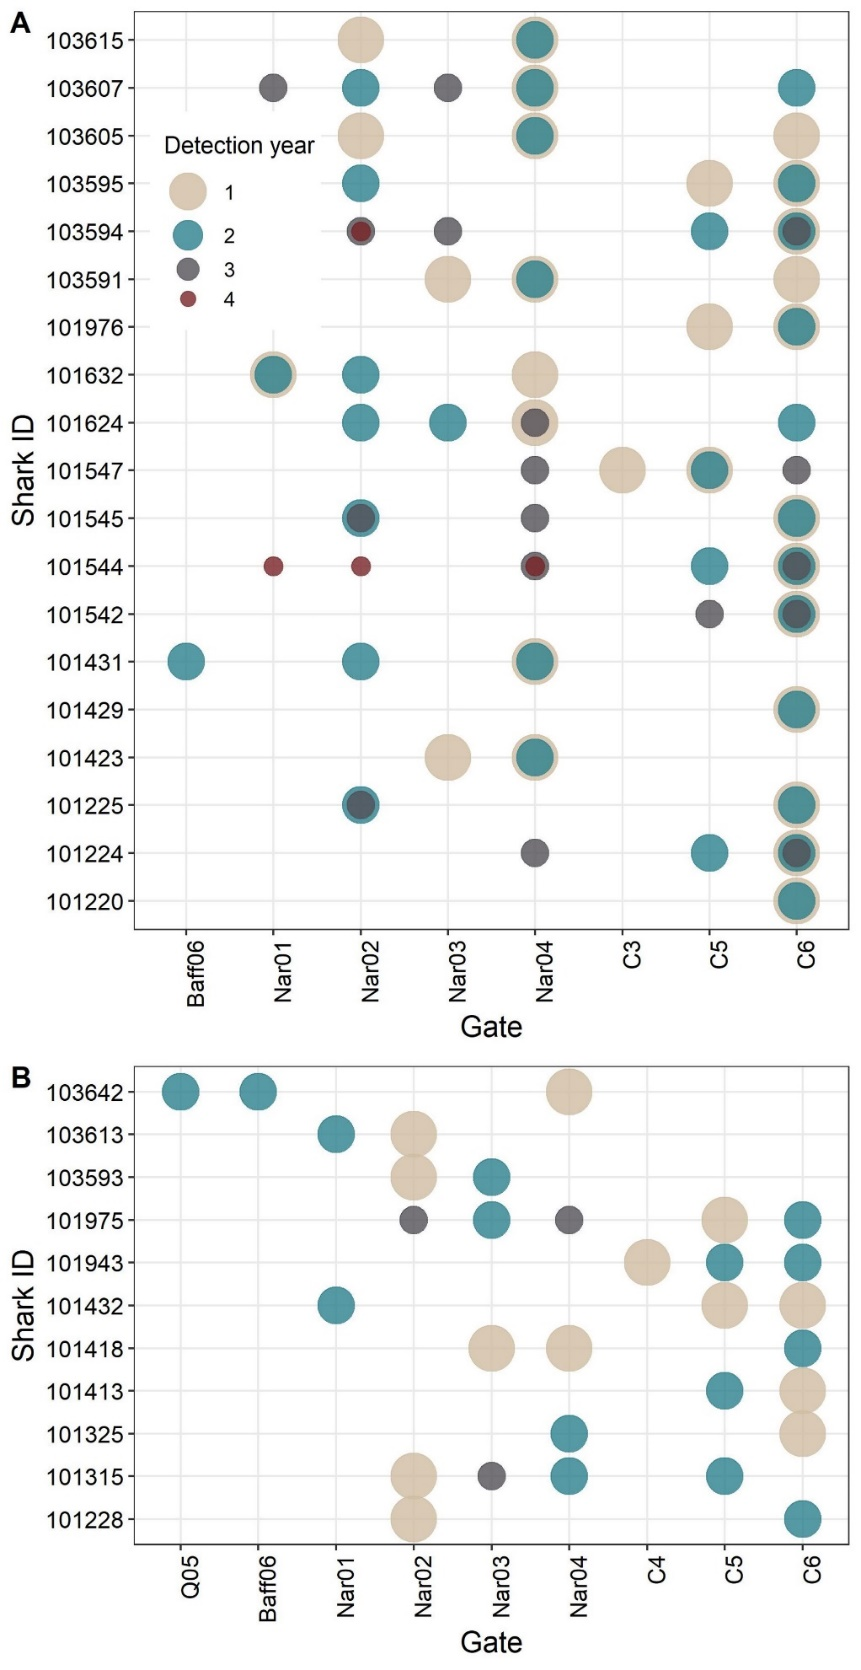 A
103615
103607
103605
103595
103594
103591
101976
101632
101624
101547
101545
101544
101542
101431
101429
101423
101225
101224
101220
Shark ID
Detection year
1
2
3
4
Baff06
Nar01
Nar02
Nar03
Nar04
C3
C5
C6
Gate
B
103642
103613
103593
101975
101943
101432
101418
101413
101325
101315
101228
Shark ID
Q05
Baff06
Nar01
Nar02
Nar03
Nar04
C4
C5
C6
Gate